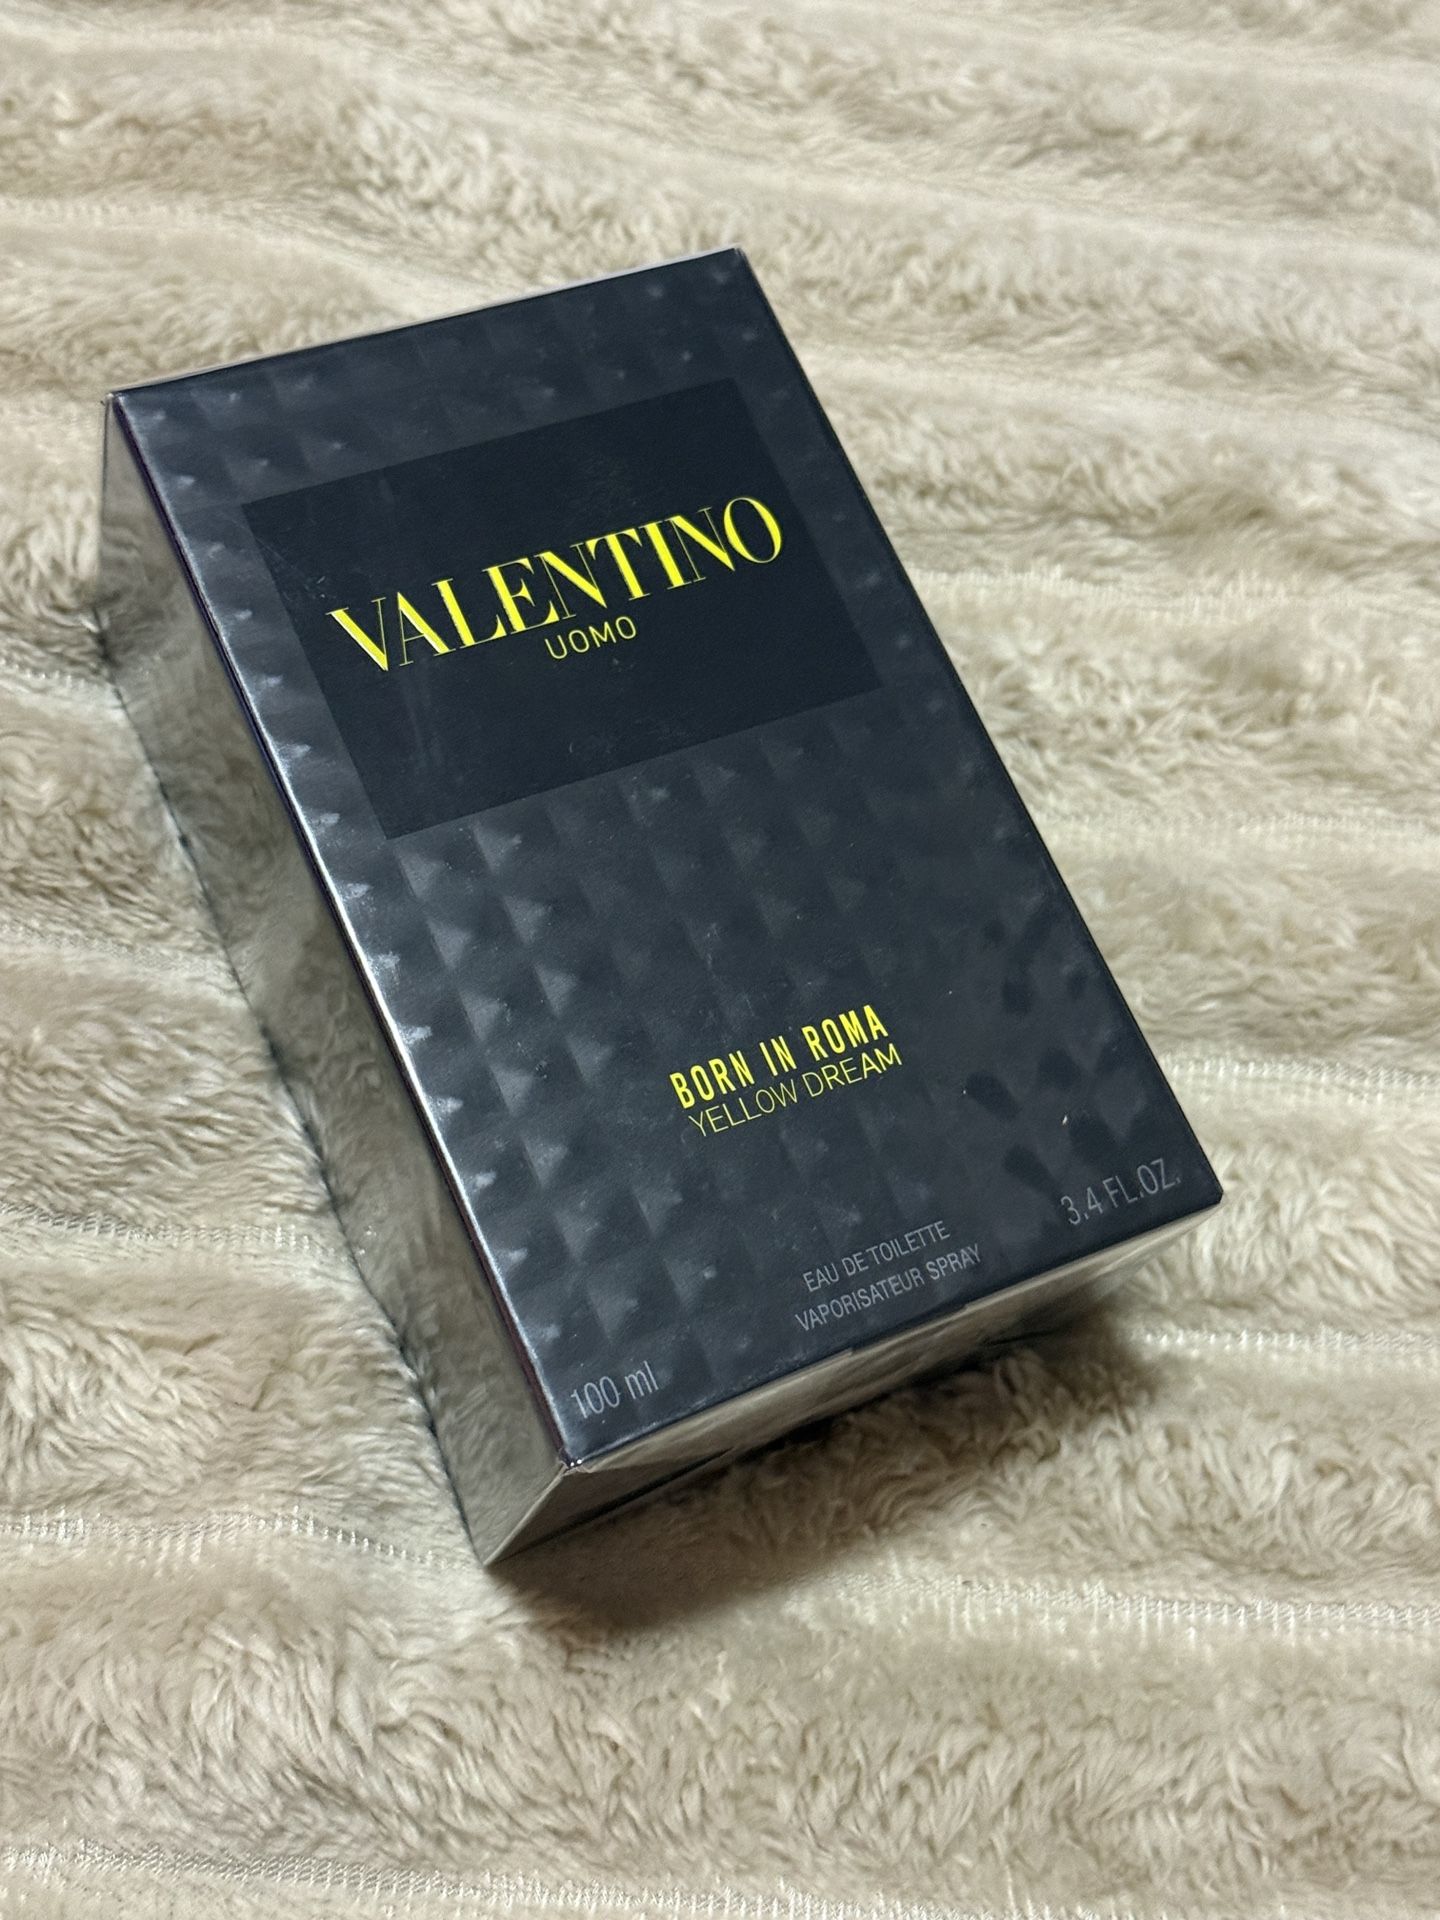 VALENTINO
UOMO
BORN IN ROMA
YELLOW DREAM
EAU DE TOILETTE
VAPORISATEUR SPRAY
100 ml
3.4 FL.OZ.